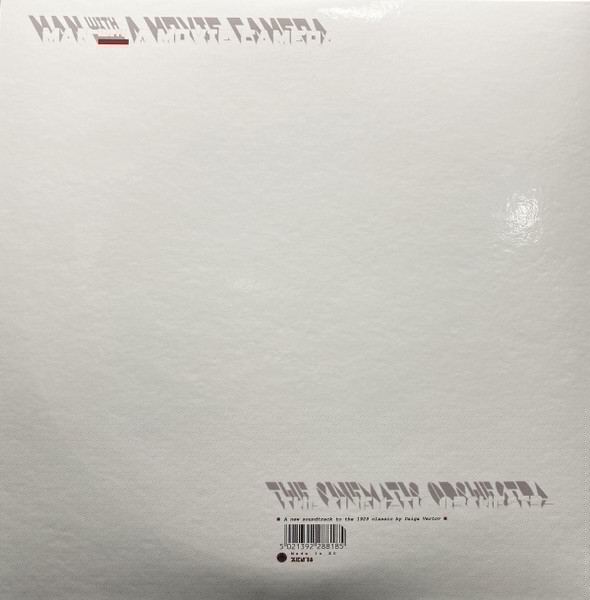 MAN WITH A MOVIE CAMERA
THE CINEMATIC ORCHESTRA
A new soundtrack to the 1929 classic by Dziga Vertov
5 021392 288185
Made in EU